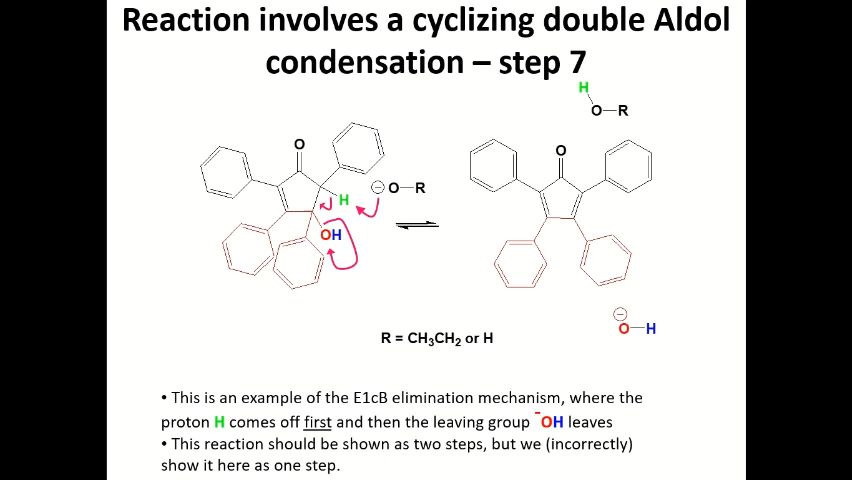 Reaction involves a cyclizing double Aldol
condensation – step 7
H
O—R
O
O
⊖ O—R
H
OH
⊖
O—H
R = CH₃CH₂ or H
• This is an example of the E1cB elimination mechanism, where the
proton H comes off first and then the leaving group ⁻OH leaves
• This reaction should be shown as two steps, but we (incorrectly)
show it here as one step.